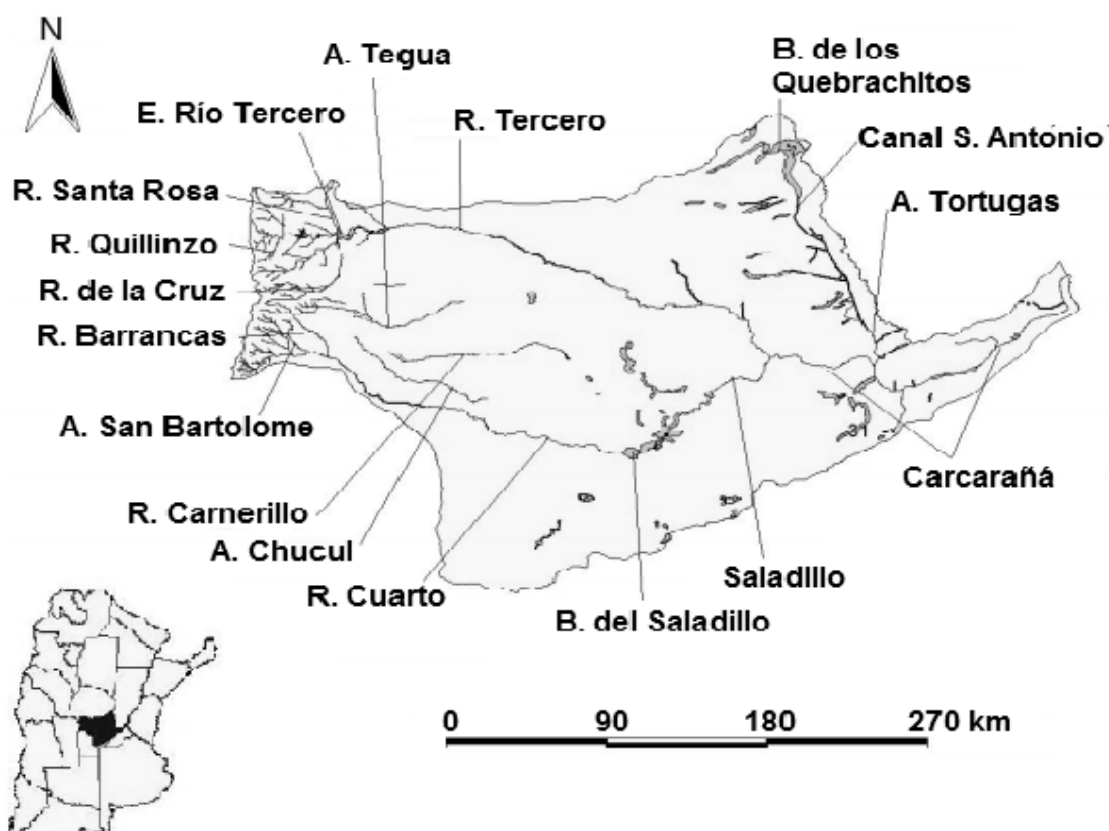 N
A. Tegua
B. de los
Quebrachitos
E. Río Tercero
R. Tercero
Canal S. Antonio
R. Santa Rosa
A. Tortugas
R. Quillinzo
R. de la Cruz
R. Barrancas
A. San Bartolome
Carcarañá
R. Carnerillo
A. Chucul
R. Cuarto
Saladillo
B. del Saladillo
0 90 180 270 km